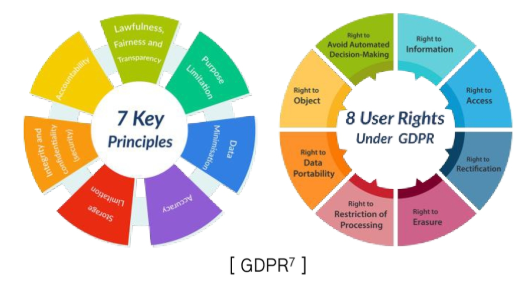 Lawfulness,
Fairness and
Transparency
Purpose
Limitation
Data
Minimisation
Accuracy
Storage
Limitation
Integrity and
Confidentiality
(Security)
Accountability
7 Key
Principles
Right to
Information
Right to
Access
Right to
Rectification
Right to
Erasure
Right to
Restriction of
Processing
Right to
Data
Portability
Right to
Object
Right to
Avoid Automated
Decision-Making
8 User Rights
Under GDPR
[ GDPR⁷ ]